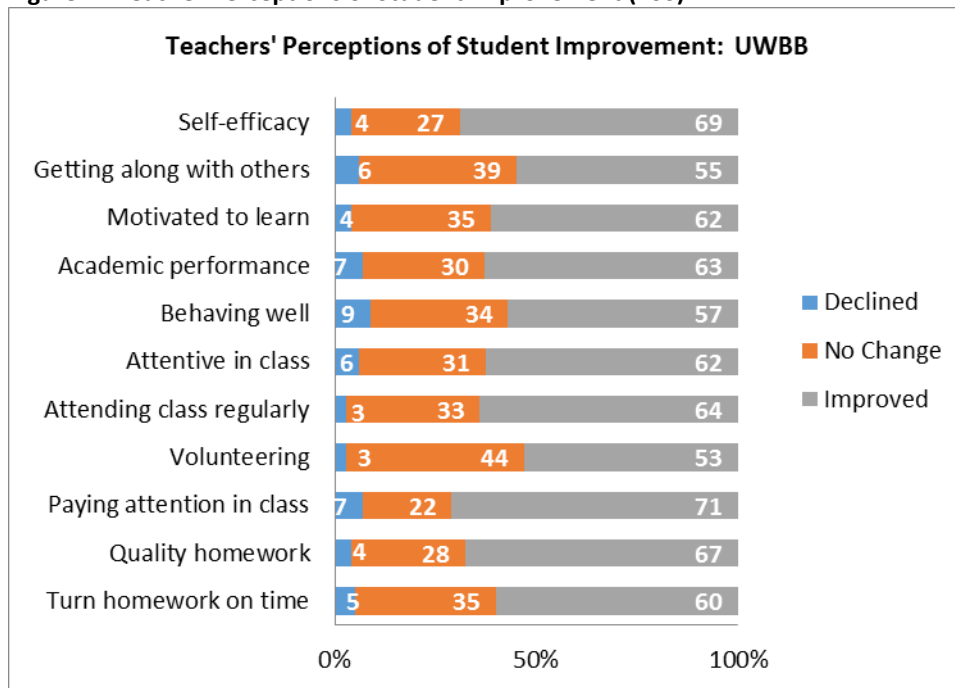 Teachers' Perceptions of Student Improvement: UWBB
Self-efficacy 4 27 69
Getting along with others 6 39 55
Motivated to learn 4 35 62
Academic performance 7 30 63
Behaving well 9 34 57
Attentive in class 6 31 62
Attending class regularly 3 33 64
Volunteering 3 44 53
Paying attention in class 7 22 71
Quality homework 4 28 67
Turn homework on time 5 35 60
0% 50% 100%
Declined
No Change
Improved